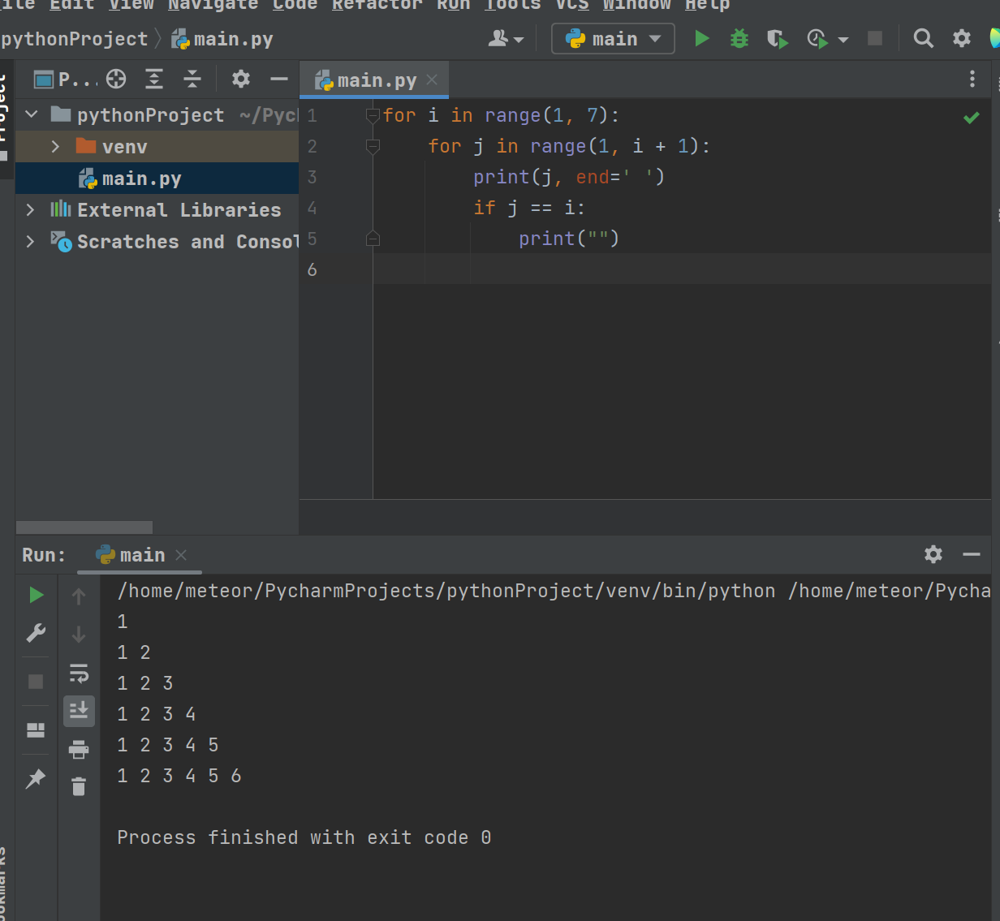 File Edit View Navigate Code Refactor Run Tools VCS Window Help
pythonProject main.py main
Project
P... main.py
pythonProject ~/Pycl
venv
main.py
External Libraries
Scratches and Consol
1 for i in range(1, 7):
2     for j in range(1, i + 1):
3         print(j, end=' ')
4         if j == i:
5             print("")
6
Run: main
/home/meteor/PycharmProjects/pythonProject/venv/bin/python /home/meteor/Pycha
1
1 2
1 2 3
1 2 3 4
1 2 3 4 5
1 2 3 4 5 6
Process finished with exit code 0
ookmarks